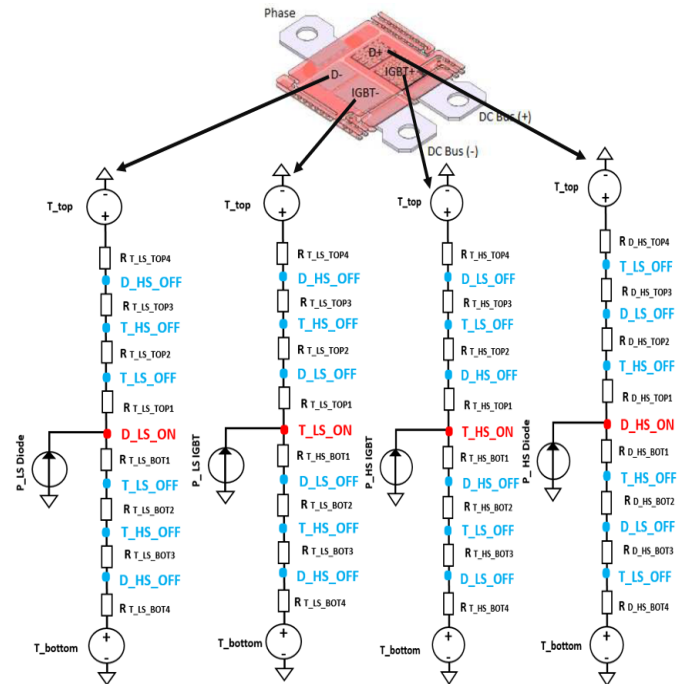 Phase
D+
D-
IGBT+
IGBT-
DC Bus (+)
DC Bus (-)
T_top
-
+
R T_LS_TOP4
D_HS_OFF
R T_LS_TOP3
T_HS_OFF
R T_LS_TOP2
T_LS_OFF
R T_LS_TOP1
D_LS_ON
P_LS Diode
R T_LS_BOT1
T_LS_OFF
R T_LS_BOT2
T_HS_OFF
R T_LS_BOT3
D_HS_OFF
R T_LS_BOT4
T_bottom
+
-
T_top
-
+
R T_LS_TOP4
D_HS_OFF
R T_LS_TOP3
T_HS_OFF
R T_LS_TOP2
D_LS_OFF
R T_LS_TOP1
T_LS_ON
P_LS IGBT
R T_HS_BOT1
D_LS_OFF
R T_LS_BOT2
T_HS_OFF
R T_LS_BOT3
D_HS_OFF
R T_LS_BOT4
T_bottom
+
-
T_top
-
+
R T_HS_TOP4
D_LS_OFF
R T_HS_TOP3
T_LS_OFF
R T_HS_TOP2
D_HS_OFF
R T_HS_TOP1
T_HS_ON
P_HS IGBT
R T_HS_BOT1
D_HS_OFF
R T_HS_BOT2
T_LS_OFF
R T_HS_BOT3
D_LS_OFF
R T_HS_BOT4
T_bottom
+
-
T_top
-
+
R D_HS_TOP4
T_LS_OFF
R D_HS_TOP3
D_LS_OFF
R D_HS_TOP2
T_HS_OFF
R D_HS_TOP1
D_HS_ON
P_HS Diode
R D_HS_BOT1
T_HS_OFF
R D_HS_BOT2
D_LS_OFF
R D_HS_BOT3
T_LS_OFF
R D_HS_BOT4
T_bottom
+
-